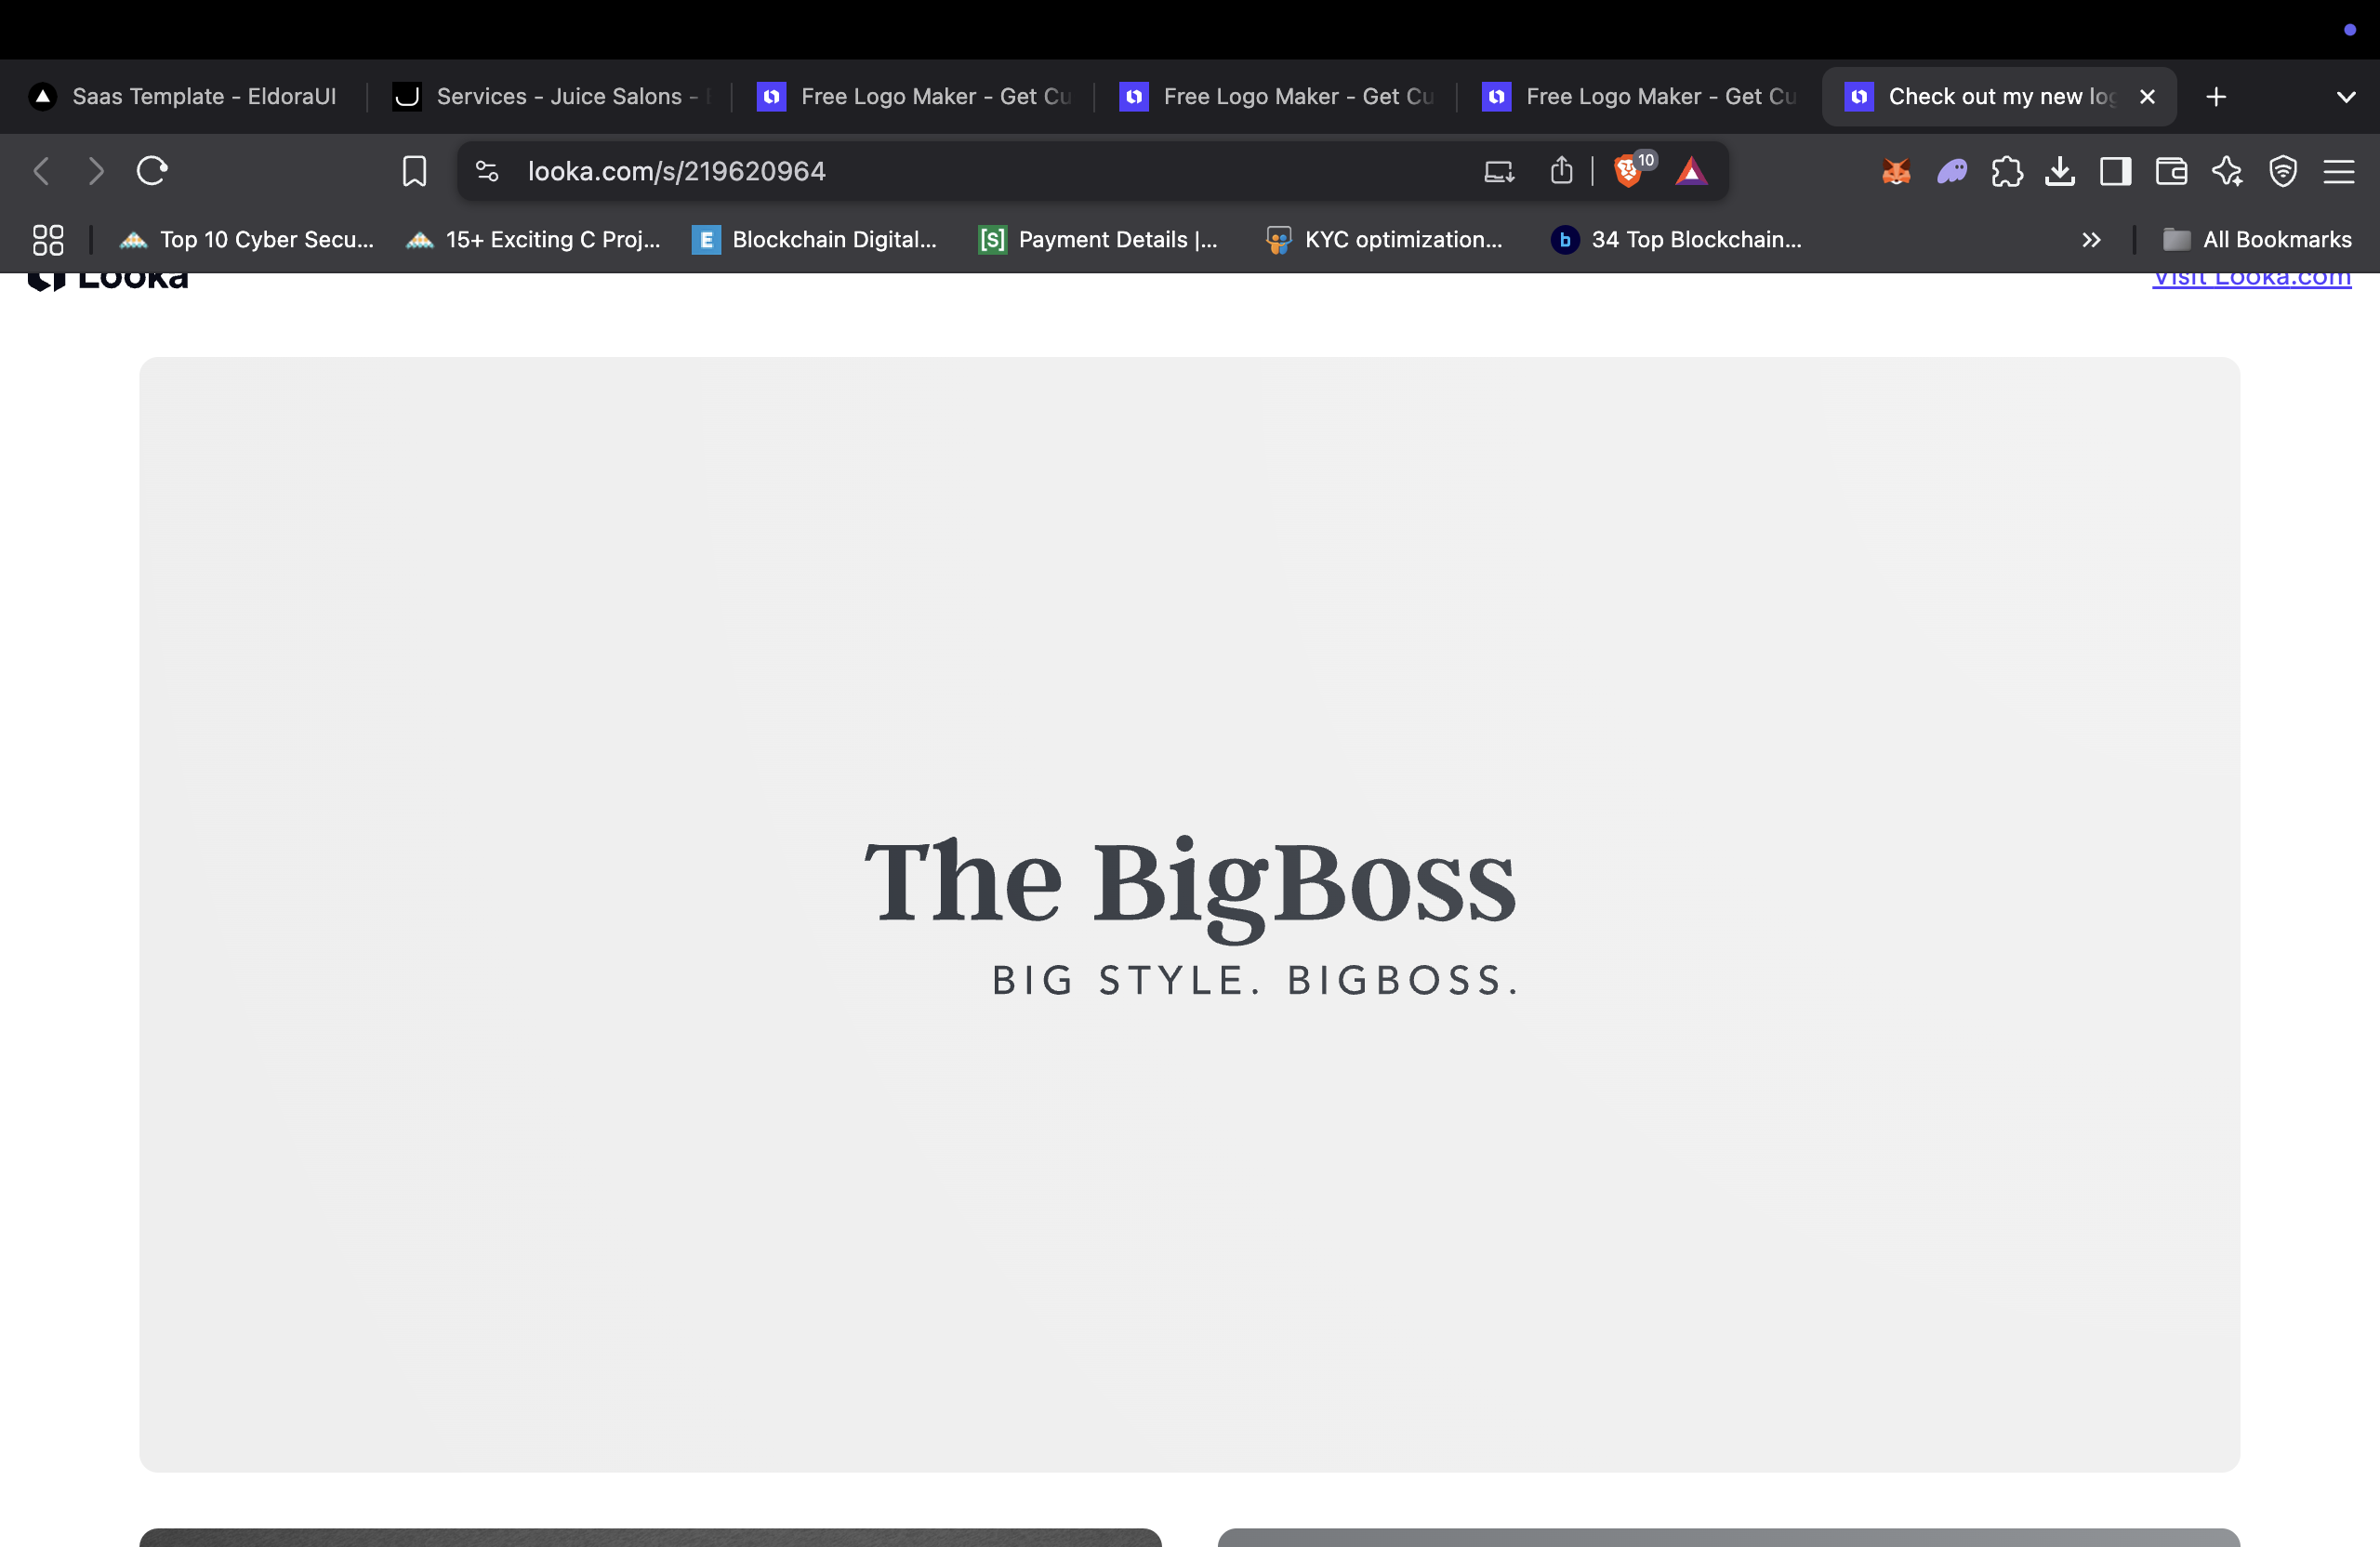 Saas Template - EldoraUI
Services - Juice Salons -
Free Logo Maker - Get Cu
Free Logo Maker - Get Cu
Free Logo Maker - Get Cu
Check out my new log
looka.com/s/219620964
10
Top 10 Cyber Secu...
15+ Exciting C Proj...
E
Blockchain Digital...
[S]
Payment Details |...
KYC optimization...
b
34 Top Blockchain...
All Bookmarks
Looka
Visit Looka.com
The BigBoss
BIG STYLE. BIGBOSS.